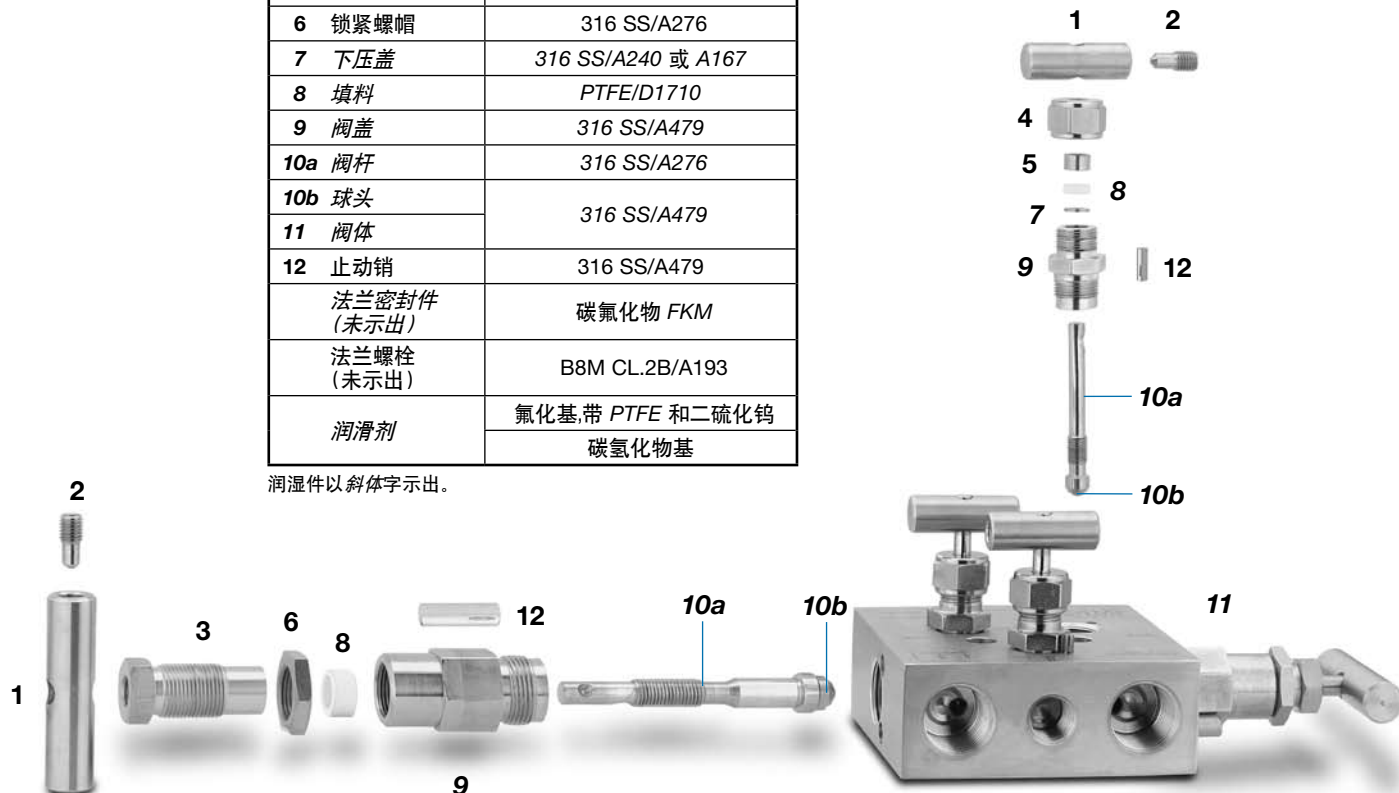 6 锁紧螺帽 316 SS/A276
7 下压盖 316 SS/A240 或 A167
8 填料 PTFE/D1710
9 阀盖 316 SS/A479
10a 阀杆 316 SS/A276
10b 球头
316 SS/A479
11 阀体
12 止动销 316 SS/A479
法兰密封件
(未示出)
碳氟化物 FKM
法兰螺栓
(未示出)
B8M CL.2B/A193
润滑剂
氟化基,带 PTFE 和二硫化钨
碳氢化物基
润湿件以斜体字示出。
1 2
4
5
8
7
9 12
10a
10b
11
2
1
3
6
8
12
9
10a
10b